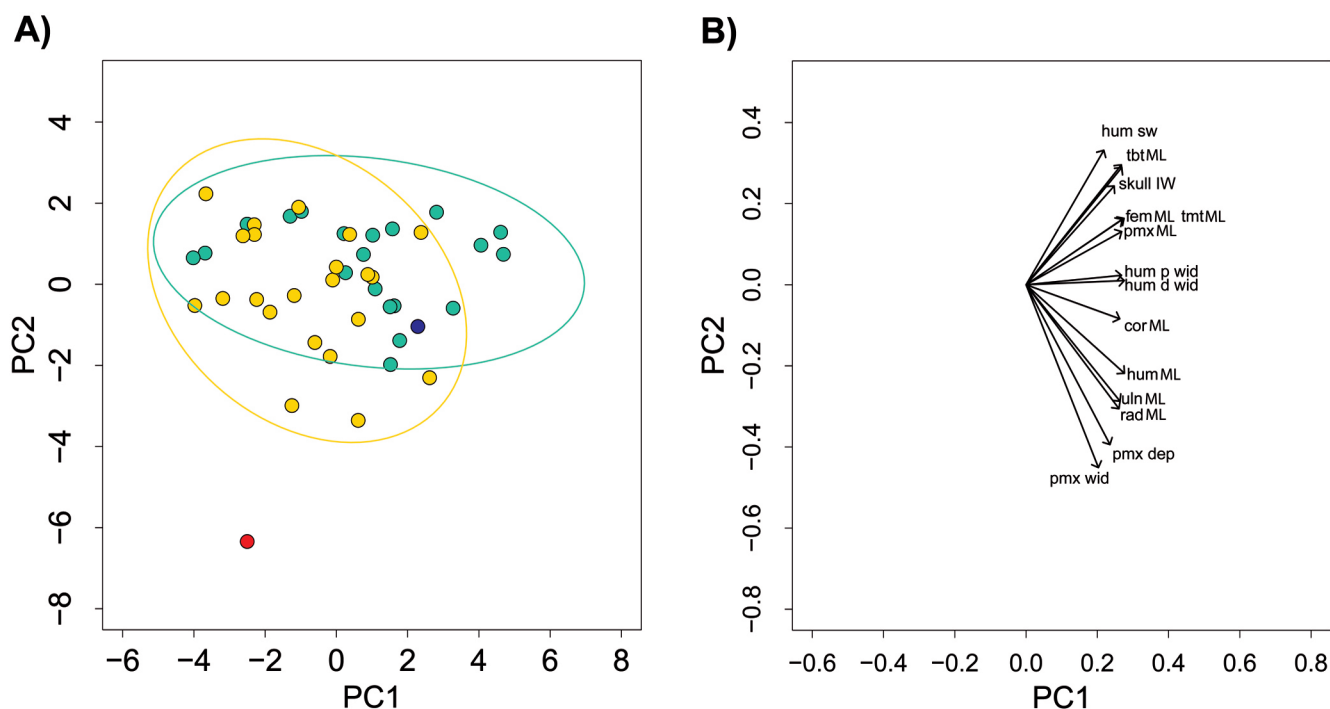 A)
4
2
0
−2
−4
−6
−8
PC2
−6 −4 −2 0 2 4 6 8
PC1
B)
0.4
0.2
0.0
−0.2
−0.4
−0.6
−0.8
PC2
hum sw
tbt ML
skull IW
fem ML tmt ML
pmx ML
hum p wid
hum d wid
cor ML
hum ML
uln ML
rad ML
pmx dep
pmx wid
−0.6 −0.4 −0.2 0.0 0.2 0.4 0.6 0.8
PC1